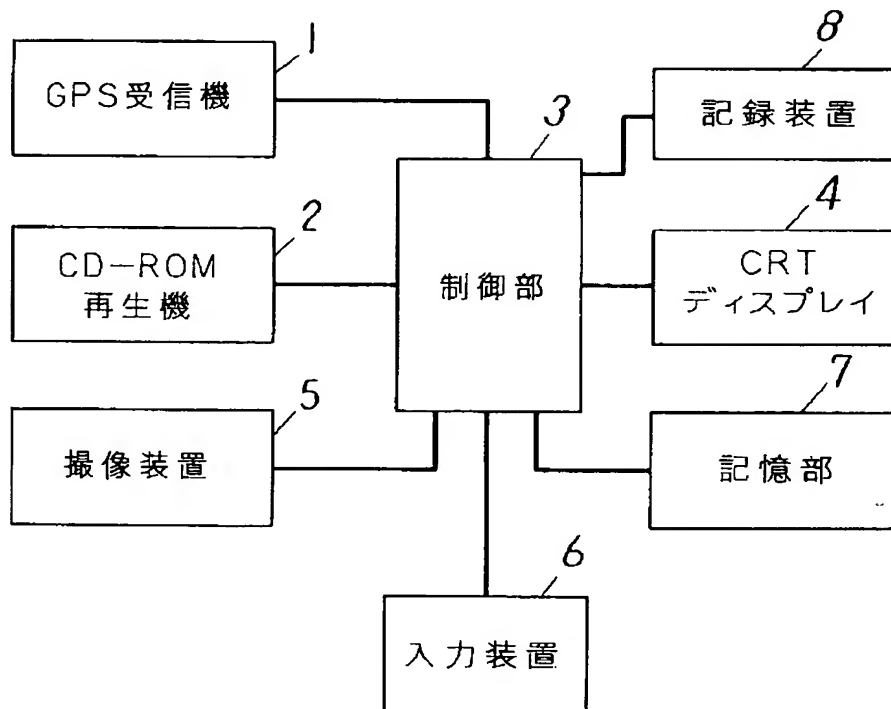 1
GPS受信機
8
記録装置
3
制御部
2
CD-ROM
再生機
4
CRT
ディスプレイ
5
撮像装置
7
記憶部
6
入力装置